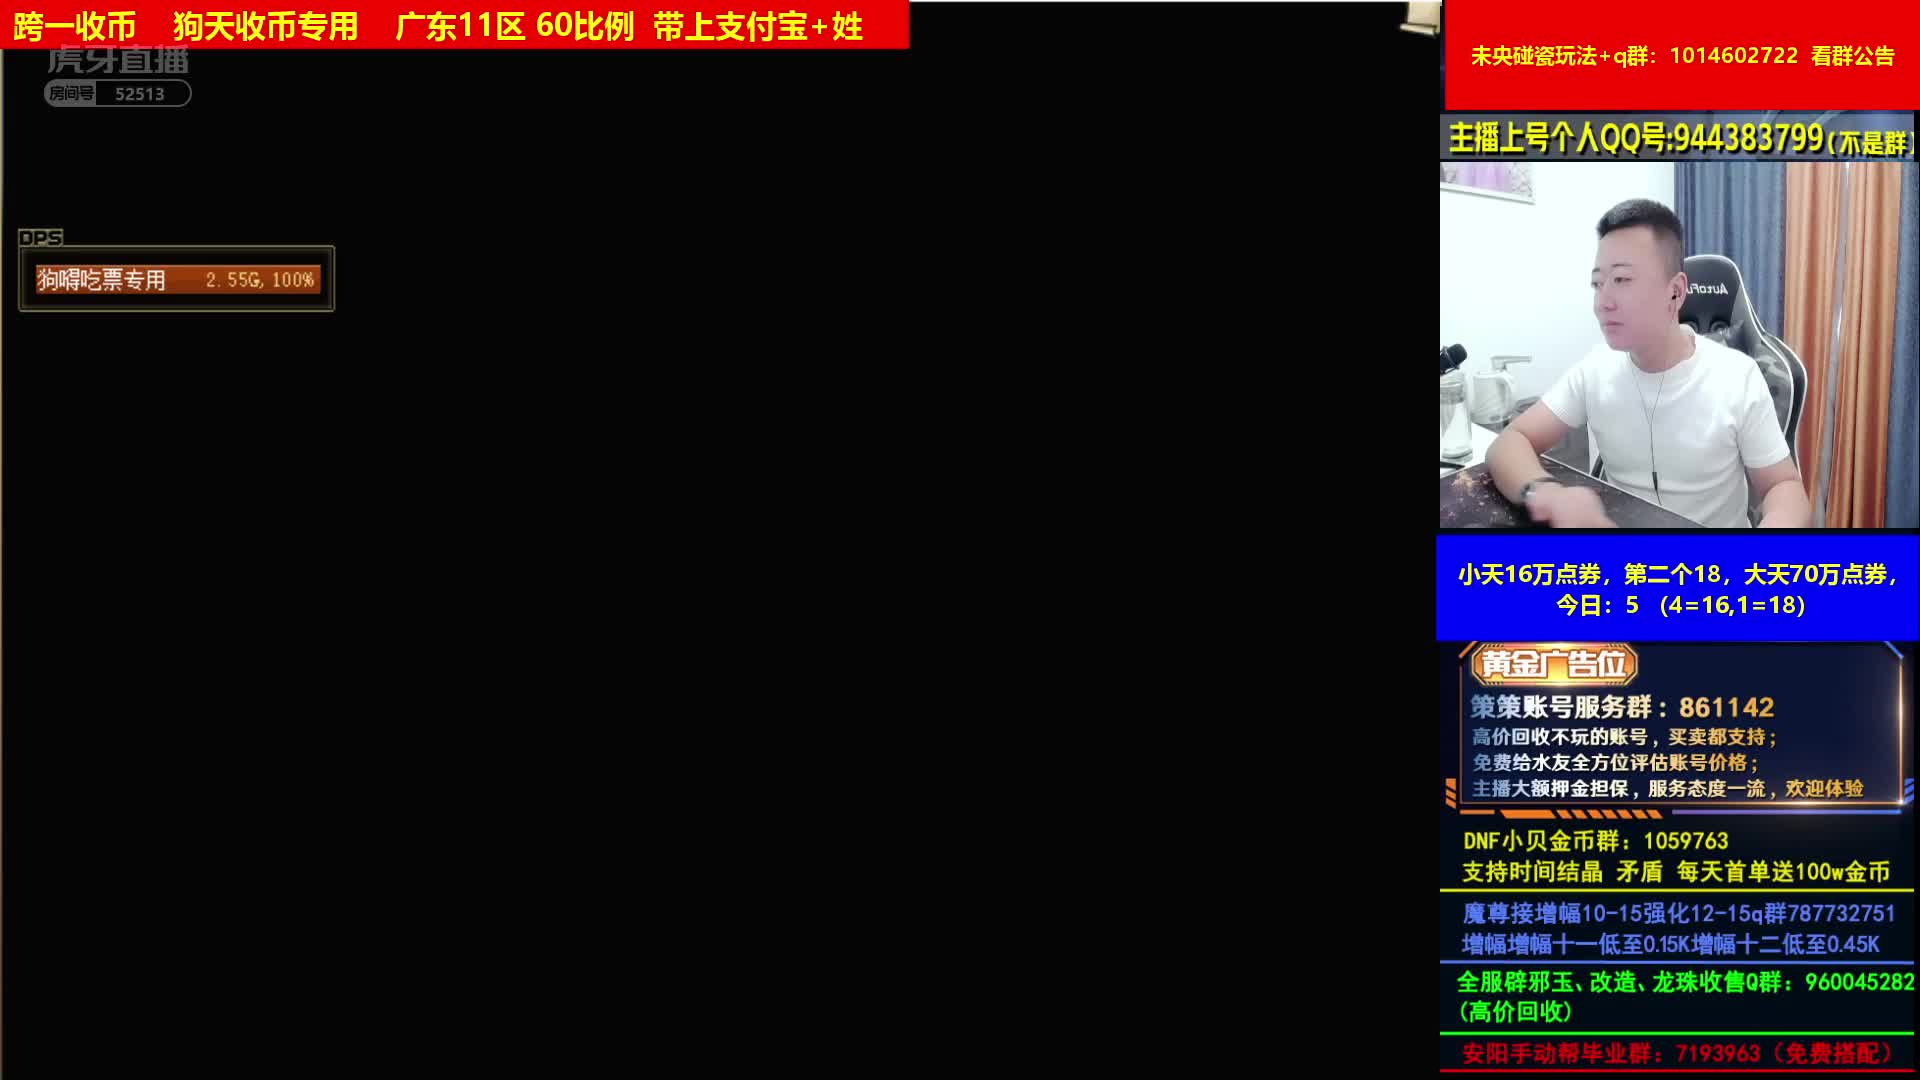 跨一收币 狗天收币专用 广东11区 60比例 带上支付宝+姓
虎牙直播
房间号 52513
DPS
狗嘚吃票专用 2.55G, 100%
未央碰瓷玩法+q群：1014602722 看群公告
主播上号个人QQ号:944383799(不是群)
AutoFu
小天16万点券，第二个18，大天70万点券，
今日：5 （4=16,1=18）
黄金广告位
策策账号服务群：861142
高价回收不玩的账号，买卖都支持；
免费给水友全方位评估账号价格；
主播大额押金担保，服务态度一流，欢迎体验
DNF小贝金币群：1059763
支持时间结晶 矛盾 每天首单送100w金币
魔尊接增幅10-15强化12-15q群787732751
增幅增幅十一低至0.15K增幅十二低至0.45K
全服辟邪玉、改造、龙珠收售Q群：960045282
(高价回收)
安阳手动帮毕业群：7193963（免费搭配）